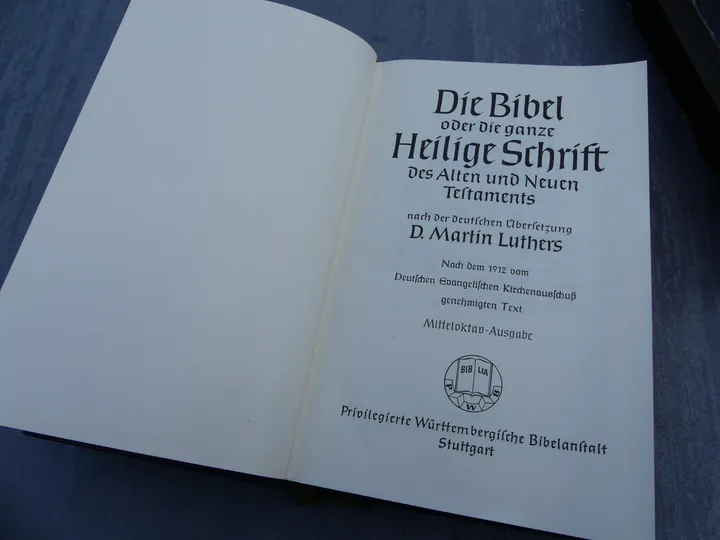 Die Bibel
oder die ganze
Heilige Schrift
des Alten und Neuen
Teſtaments
nach der deutſchen Überſetzung
D. Martin Luthers
Nach dem 1912 vom
Deutſchen Evangeliſchen Kirchenausſchuß
genehmigten Text
Mitteloktav-Ausgabe
BIB LIA
P W B
Privilegierte Württembergiſche Bibelanſtalt
Stuttgart